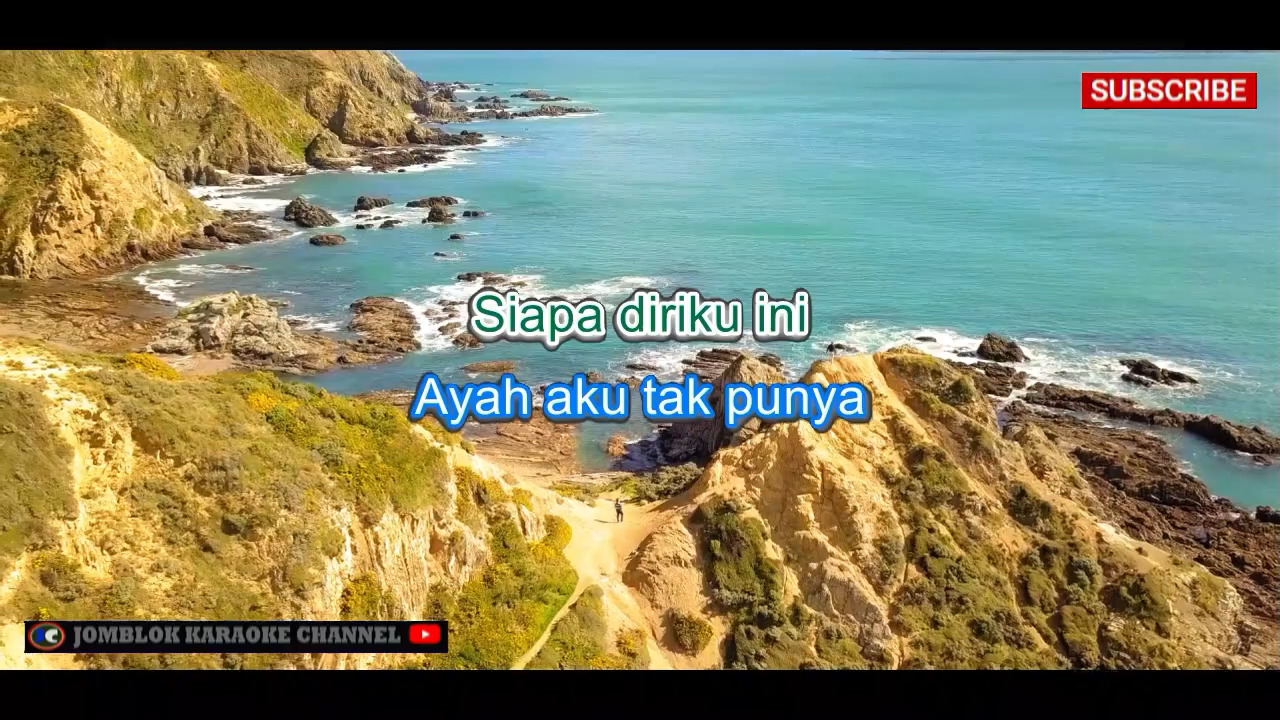 SUBSCRIBE
Siapa diriku ini
Ayah aku tak punya
JOMBLOK KARAOKE CHANNEL